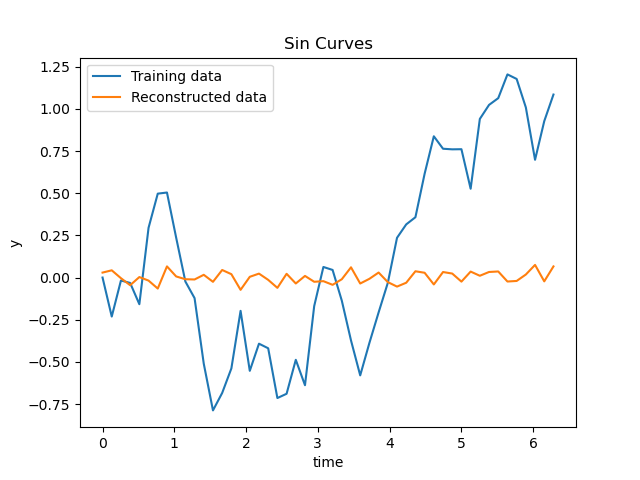 Sin Curves
Training data
Reconstructed data
1.25
1.00
0.75
0.50
0.25
0.00
−0.25
−0.50
−0.75
y
0 1 2 3 4 5 6
time